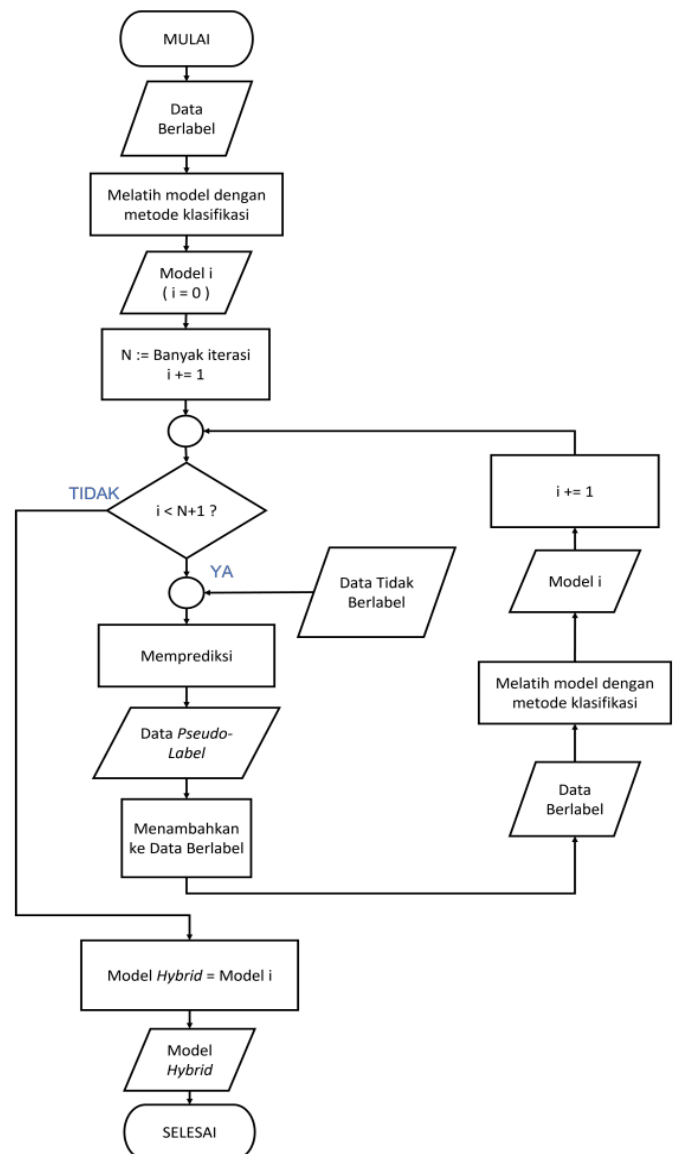 MULAI
Data
Berlabel
Melatih model dengan
metode klasifikasi
Model i
( i = 0 )
N := Banyak iterasi
i += 1
TIDAK
i < N+1 ?
YA
Data Tidak
Berlabel
Memprediksi
Data Pseudo-
Label
Menambahkan
ke Data Berlabel
Data
Berlabel
Melatih model dengan
metode klasifikasi
Model i
i += 1
Model Hybrid = Model i
Model
Hybrid
SELESAI